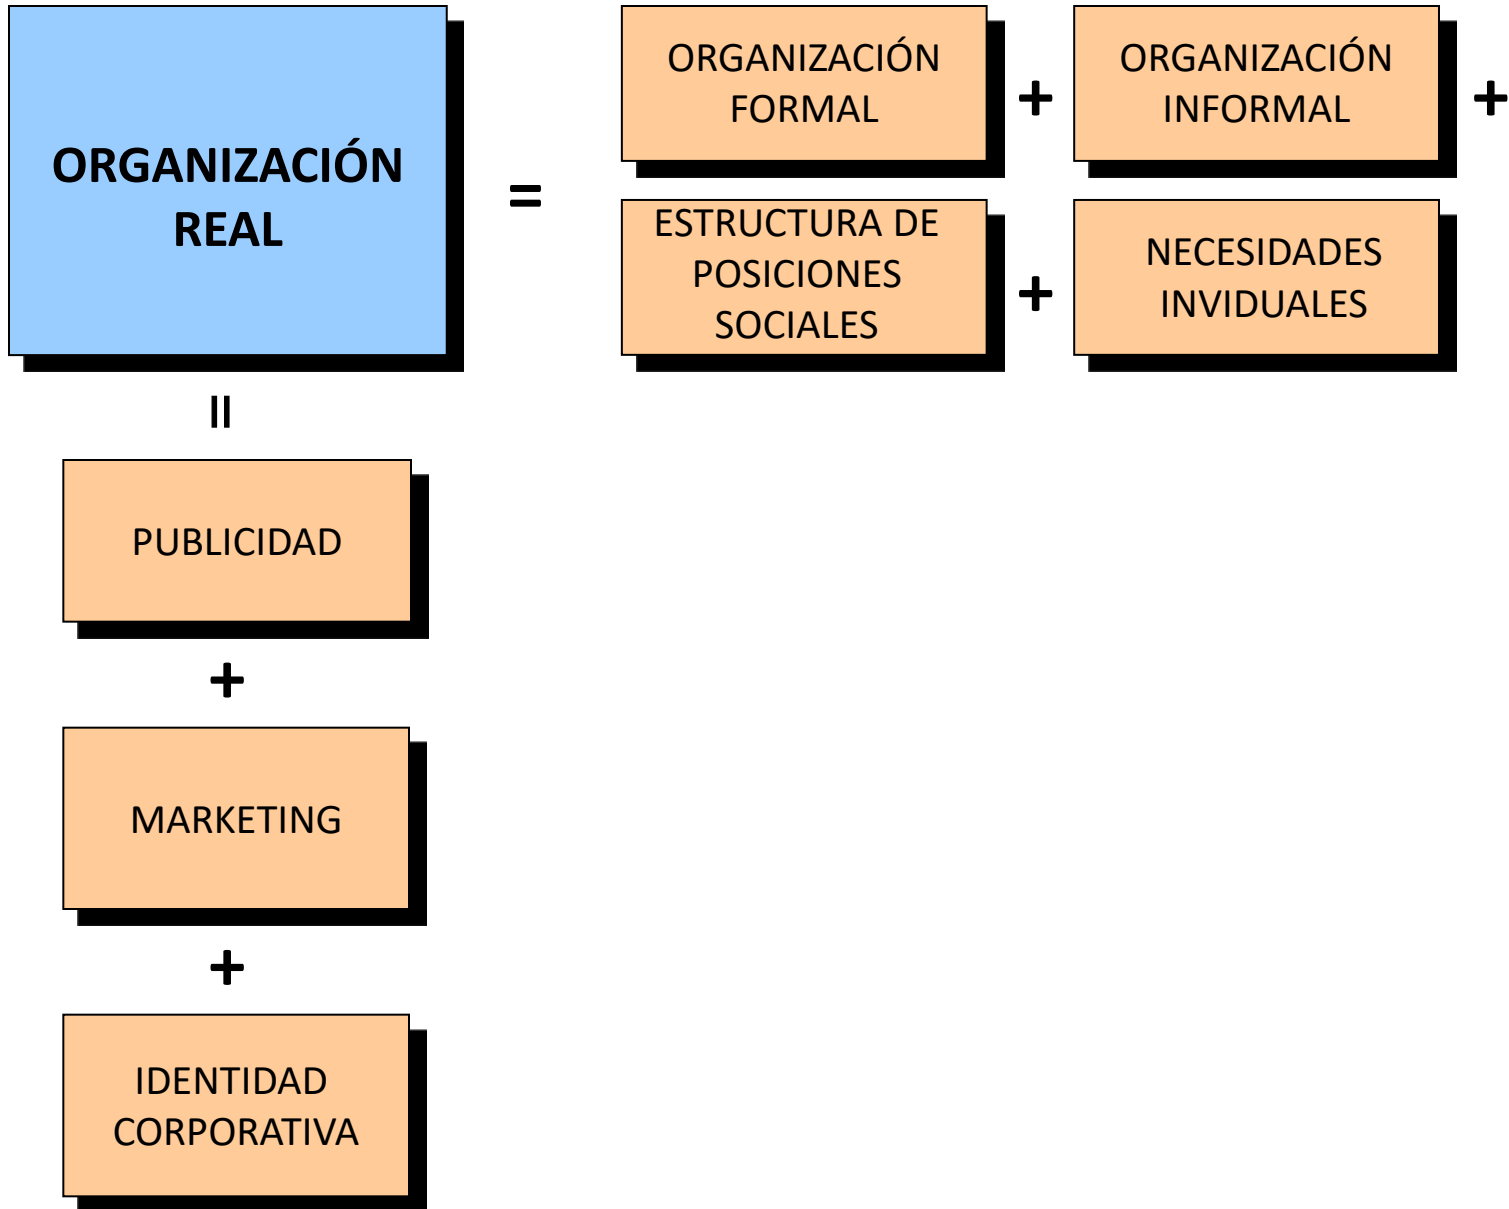 ORGANIZACIÓN
REAL
=
ORGANIZACIÓN
FORMAL
+
ORGANIZACIÓN
INFORMAL
+
ESTRUCTURA DE
POSICIONES
SOCIALES
+
NECESIDADES
INVIDUALES
=
PUBLICIDAD
+
MARKETING
+
IDENTIDAD
CORPORATIVA